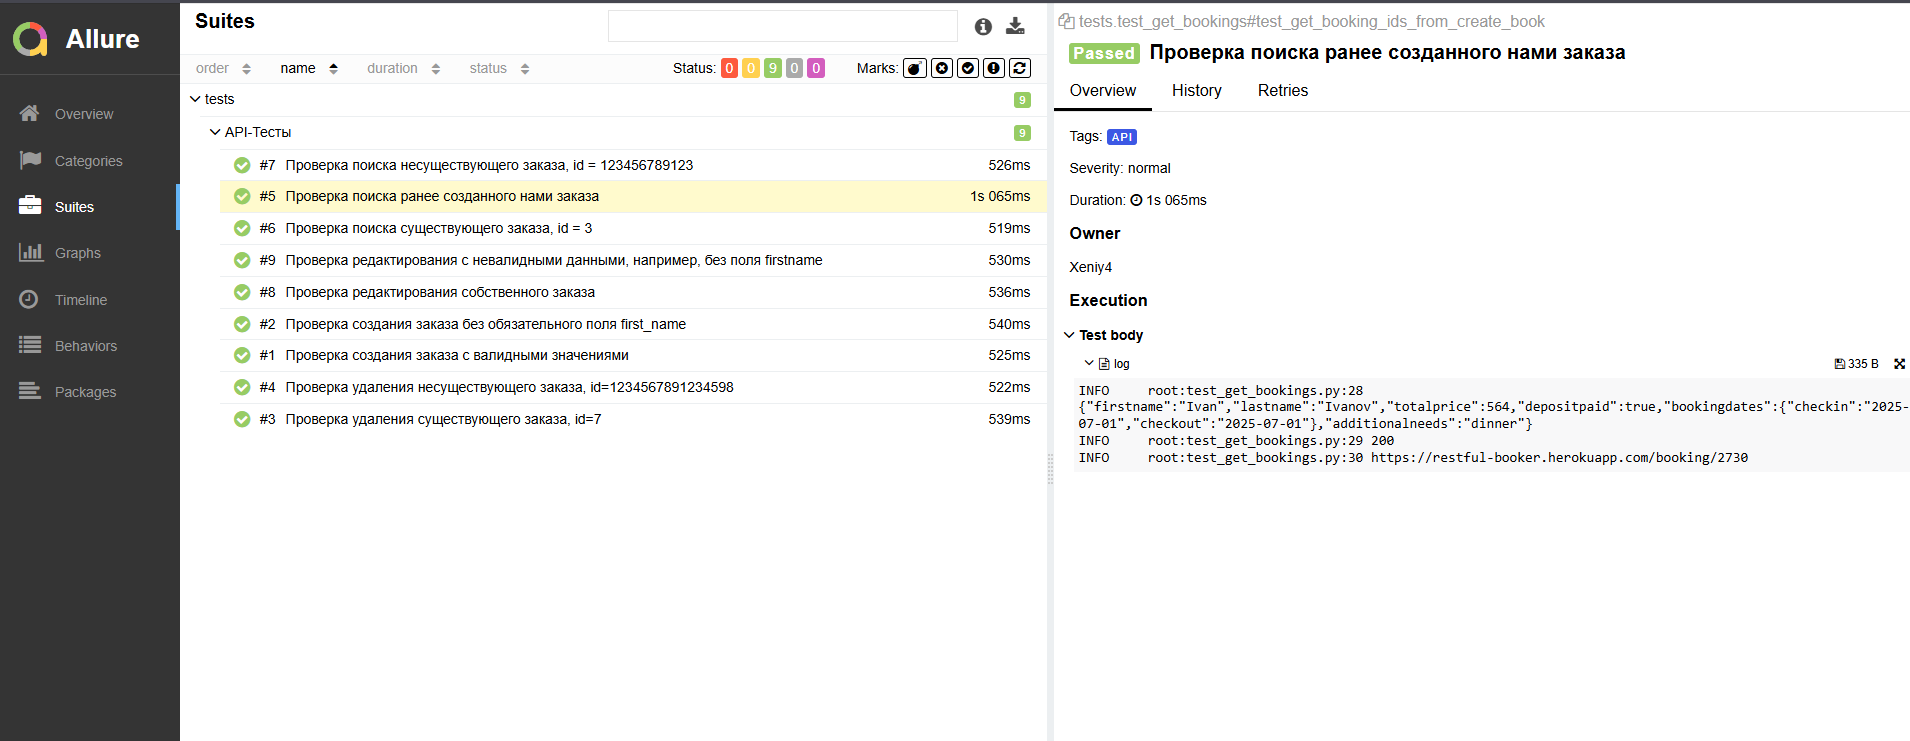 Allure
Overview
Categories
Suites
Graphs
Timeline
Behaviors
Packages
Suites
order name duration status Status: 0 0 9 0 0 Marks:
tests 9
API-Тесты 9
#7 Проверка поиска несуществующего заказа, id = 123456789123 526ms
#5 Проверка поиска ранее созданного нами заказа 1s 065ms
#6 Проверка поиска существующего заказа, id = 3 519ms
#9 Проверка редактирования с невалидными данными, например, без поля firstname 530ms
#8 Проверка редактирования собственного заказа 536ms
#2 Проверка создания заказа без обязательного поля first_name 540ms
#1 Проверка создания заказа с валидными значениями 525ms
#4 Проверка удаления несуществующего заказа, id=1234567891234598 522ms
#3 Проверка удаления существующего заказа, id=7 539ms
tests.test_get_bookings#test_get_booking_ids_from_create_book
Passed Проверка поиска ранее созданного нами заказа
Overview History Retries
Tags: API
Severity: normal
Duration: 1s 065ms
Owner
Xeniy4
Execution
Test body
log 335 B
INFO root:test_get_bookings.py:28
{"firstname":"Ivan","lastname":"Ivanov","totalprice":564,"depositpaid":true,"bookingdates":{"checkin":"2025-
07-01","checkout":"2025-07-01"},"additionalneeds":"dinner"}
INFO root:test_get_bookings.py:29 200
INFO root:test_get_bookings.py:30 https://restful-booker.herokuapp.com/booking/2730